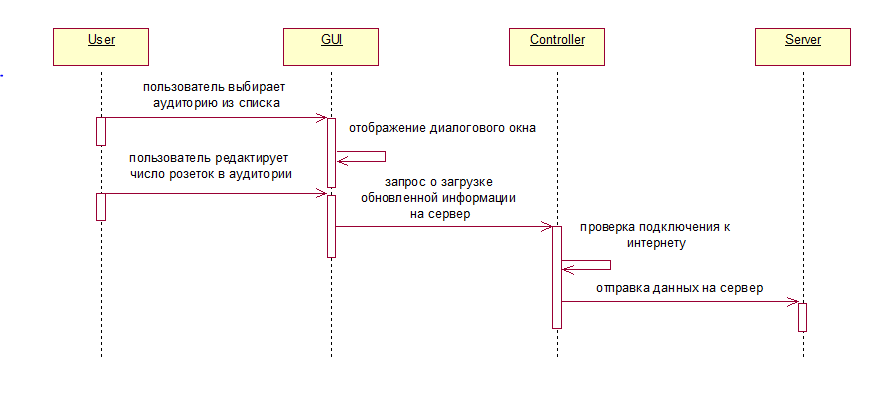 User
GUI
Controller
Server
пользователь выбирает
аудиторию из списка
отображение диалогового окна
пользователь редактирует
число розеток в аудитории
запрос о загрузке
обновленной информации
на сервер
проверка подключения к
интернету
отправка данных на сервер